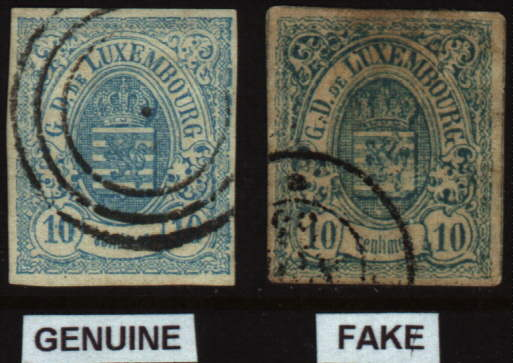 G. D. DE LUXEMBOURG
10 10
GENUINE
G. D. DE LUXEMBOURG
10 10
FAKE